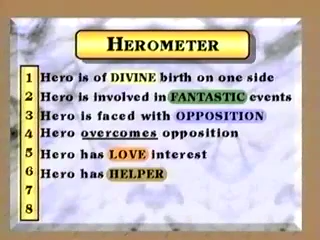 HEROMETER
1 Hero is of DIVINE birth on one side
2 Hero is involved in FANTASTIC events
3 Hero is faced with OPPOSITION
4 Hero overcomes opposition
5 Hero has LOVE interest
6 Hero has HELPER
7
8